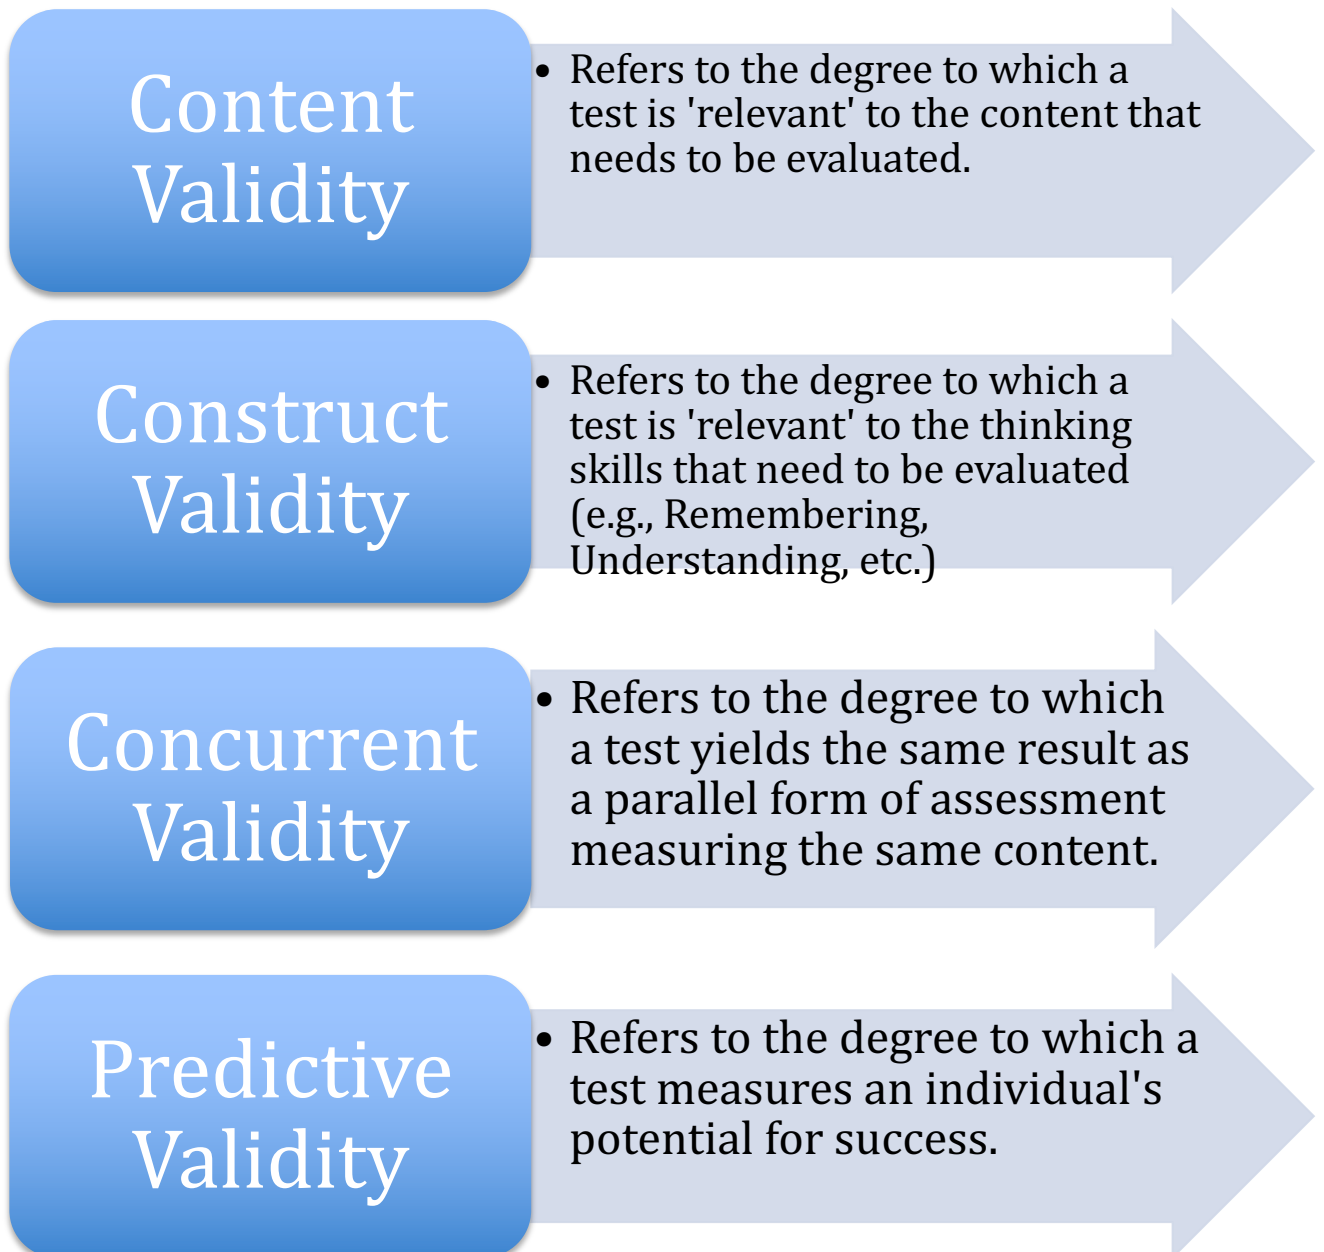 Content
Validity
• Refers to the degree to which a
test is 'relevant' to the content that
needs to be evaluated.
Construct
Validity
• Refers to the degree to which a
test is 'relevant' to the thinking
skills that need to be evaluated
(e.g., Remembering,
Understanding, etc.)
Concurrent
Validity
• Refers to the degree to which
a test yields the same result as
a parallel form of assessment
measuring the same content.
Predictive
Validity
• Refers to the degree to which a
test measures an individual's
potential for success.